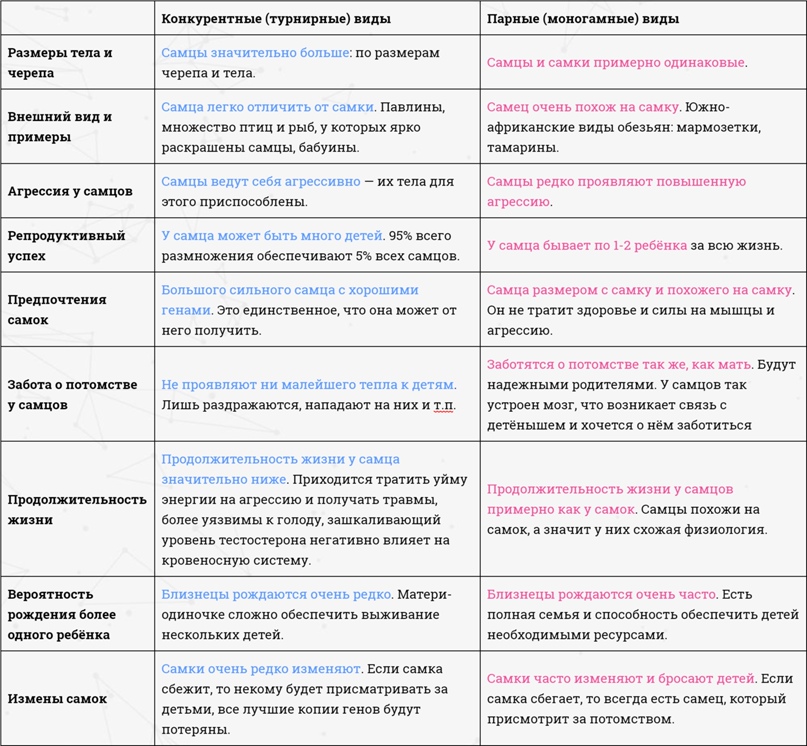 Конкурентные (турнирные) виды
Парные (моногамные) виды
Размеры тела и
черепа
Самцы значительно больше: по размерам
черепа и тела.
Самцы и самки примерно одинаковые.
Внешний вид и
примеры
Самца легко отличить от самки. Павлины,
множество птиц и рыб, у которых ярко
раскрашены самцы, бабуины.
Самец очень похож на самку. Южно-
африканские виды обезьян: мармозетки,
тамарины.
Агрессия у самцов
Самцы ведут себя агрессивно — их тела для
этого приспособлены.
Самцы редко проявляют повышенную
агрессию.
Репродуктивный
успех
У самца может быть много детей. 95% всего
размножения обеспечивают 5% всех самцов.
У самца бывает по 1-2 ребёнка за всю жизнь.
Предпочтения
самок
Большого сильного самца с хорошими
генами. Это единственное, что она может от
него получить.
Самца размером с самку и похожего на самку.
Он не тратит здоровье и силы на мышцы и
агрессию.
Забота о потомстве
у самцов
Не проявляют ни малейшего тепла к детям.
Лишь раздражаются, нападают на них и т.п.
Заботятся о потомстве так же, как мать. Будут
надежными родителями. У самцов так
устроен мозг, что возникает связь с
детёнышем и хочется о нём заботиться
Продолжительность
жизни
Продолжительность жизни у самца
значительно ниже. Приходится тратить уйму
энергии на агрессию и получать травмы,
более уязвимы к голоду, зашкаливающий
уровень тестостерона негативно влияет на
кровеносную систему.
Продолжительность жизни у самцов
примерно как у самок. Самцы похожи на
самок, а значит у них схожая физиология.
Вероятность
рождения более
одного ребёнка
Близнецы рождаются очень редко. Матери-
одиночке сложно обеспечить выживание
нескольких детей.
Близнецы рождаются очень часто. Есть
полная семья и способность обеспечить детей
необходимыми ресурсами.
Измены самок
Самки очень редко изменяют. Если самка
сбежит, то некому будет присматривать за
детьми, все лучшие копии генов будут
потеряны.
Самки часто изменяют и бросают детей. Если
самка сбегает, то всегда есть самец, который
присмотрит за потомством.